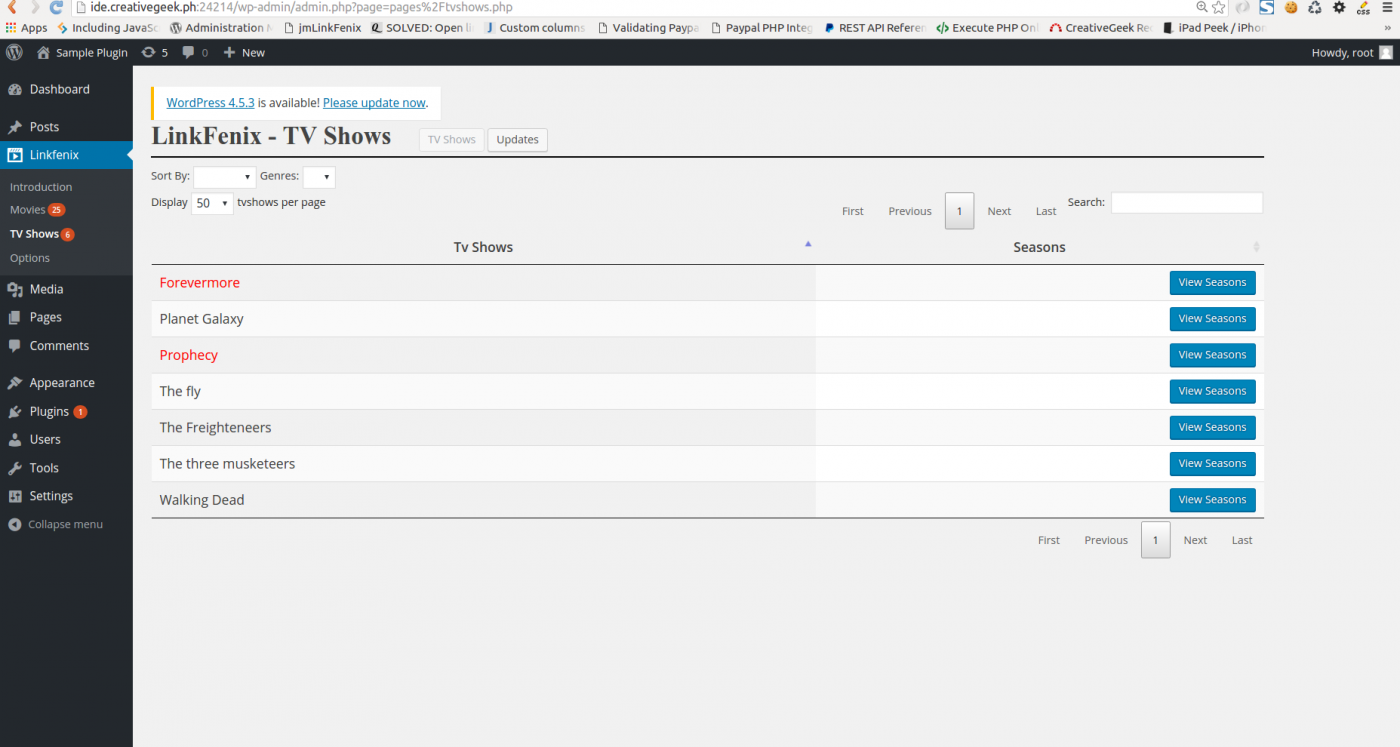 ide.creativegeek.ph:24214/wp-admin/admin.php?page=pages%2Ftvshows.php
Apps Including JavaSc Administration jmLinkFenix SOLVED: Open li Custom columns Validating Paypa Paypal PHP Integ REST API Referen Execute PHP Onl CreativeGeek Re iPad Peek / iPhon »
Sample Plugin 5 0 + New Howdy, root
Dashboard
Posts
Linkfenix
Introduction
Movies 25
TV Shows 6
Options
Media
Pages
Comments
Appearance
Plugins 1
Users
Tools
Settings
Collapse menu
WordPress 4.5.3 is available! Please update now.
LinkFenix - TV Shows TV Shows Updates
Sort By: Genres:
Display 50 tvshows per page
First Previous 1 Next Last Search:
Tv Shows Seasons
Forevermore View Seasons
Planet Galaxy View Seasons
Prophecy View Seasons
The fly View Seasons
The Freighteneers View Seasons
The three musketeers View Seasons
Walking Dead View Seasons
First Previous 1 Next Last